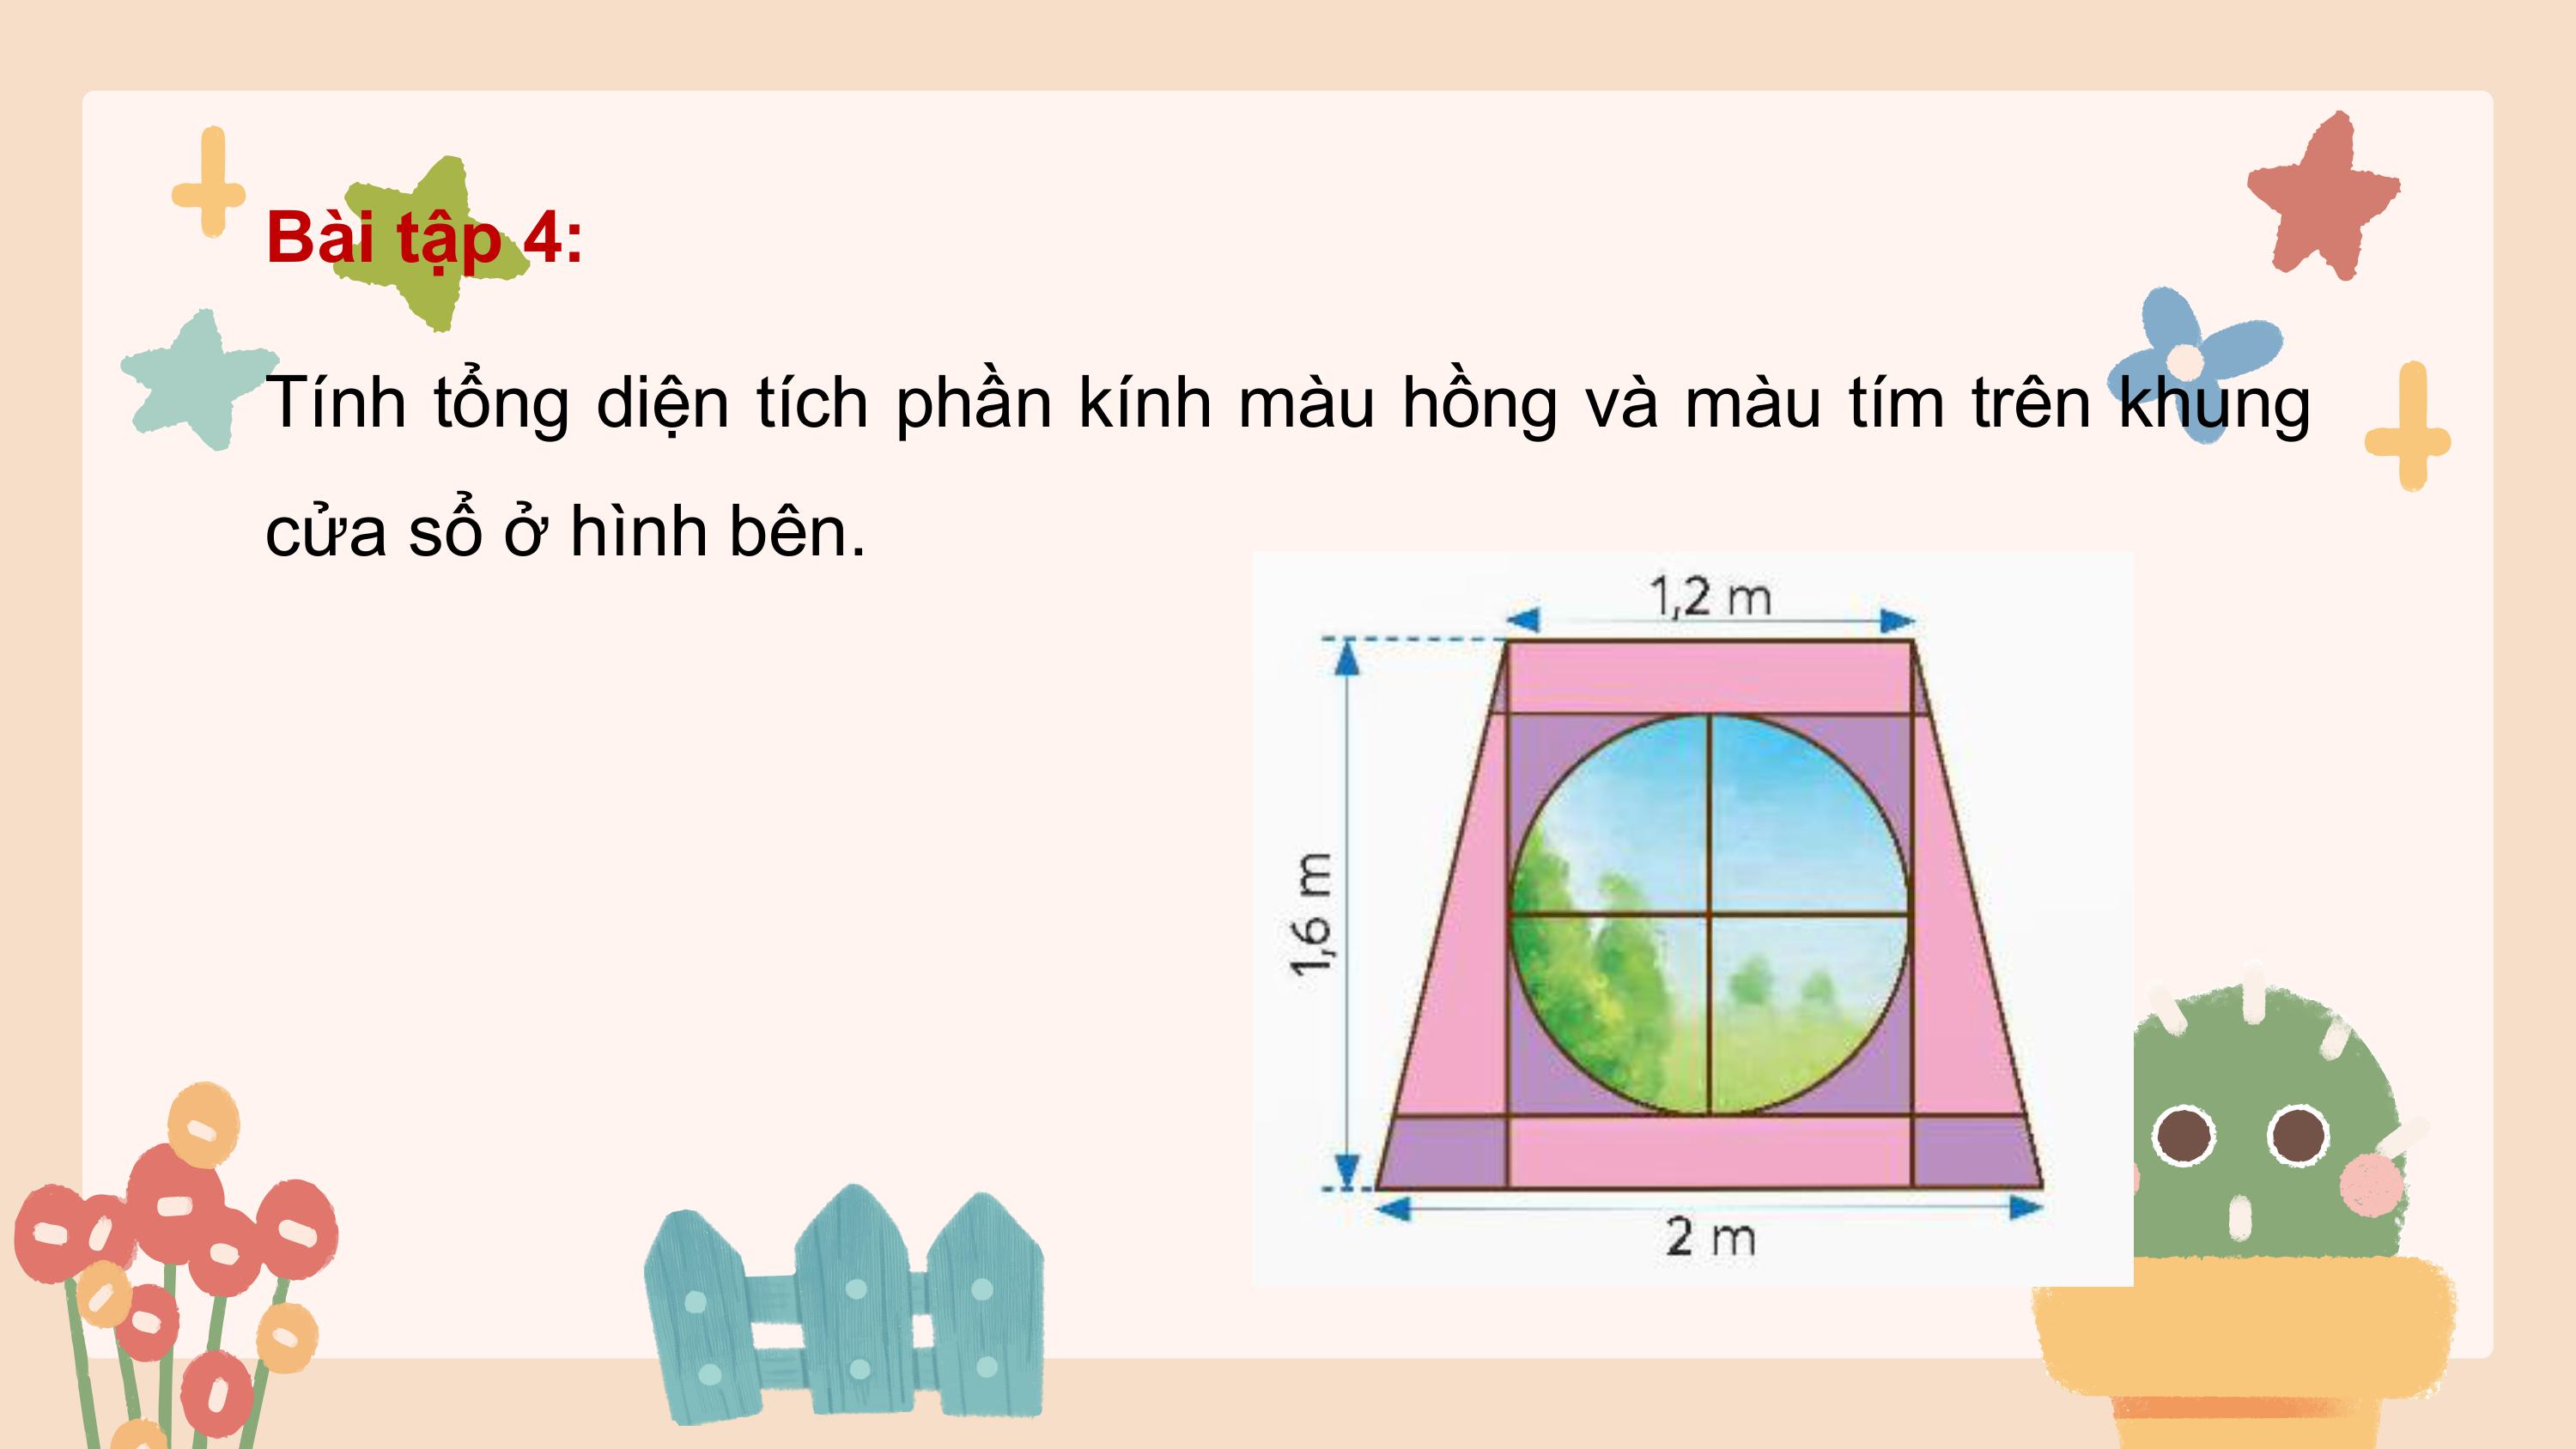 Bài tập 4:
Tính tổng diện tích phần kính màu hồng và màu tím trên khung
cửa sổ ở hình bên.
1,2 m
1,6 m
2 m